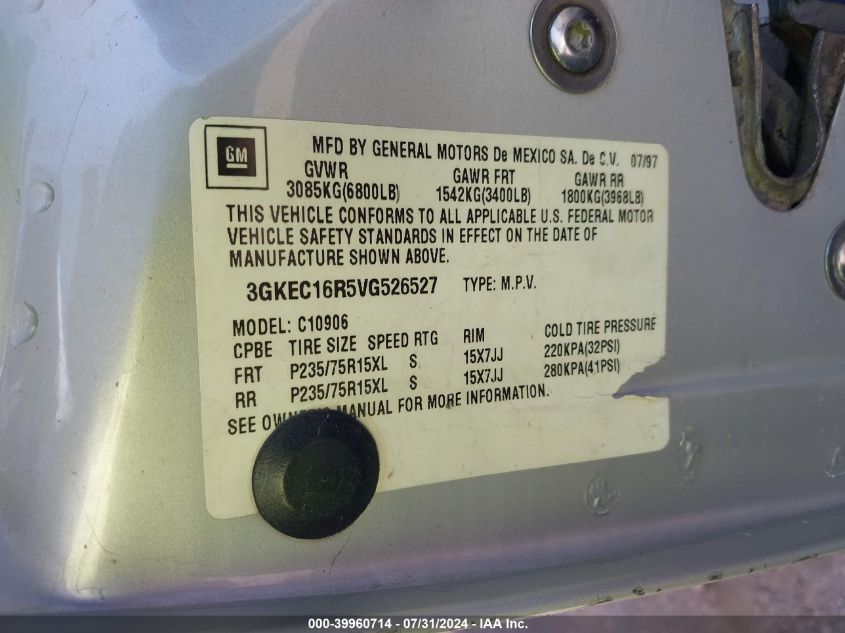 GM
MFD BY GENERAL MOTORS De MEXICO SA. De C.V. 07/97
GVWR GAWR FRT GAWR RR
3085KG(6800LB) 1542KG(3400LB) 1800KG(3968LB)
THIS VEHICLE CONFORMS TO ALL APPLICABLE U.S. FEDERAL MOTOR
VEHICLE SAFETY STANDARDS IN EFFECT ON THE DATE OF
MANUFACTURE SHOWN ABOVE.
3GKEC16R5VG526527 TYPE: M.P.V.
MODEL: C10906
CPBE TIRE SIZE SPEED RTG RIM COLD TIRE PRESSURE
FRT P235/75R15XL S 15X7JJ 220KPA(32PSI)
RR P235/75R15XL S 15X7JJ 280KPA(41PSI)
SEE MANUAL FOR MORE INFORMATION.
000-39960714 - 07/31/2024 - IAA Inc.